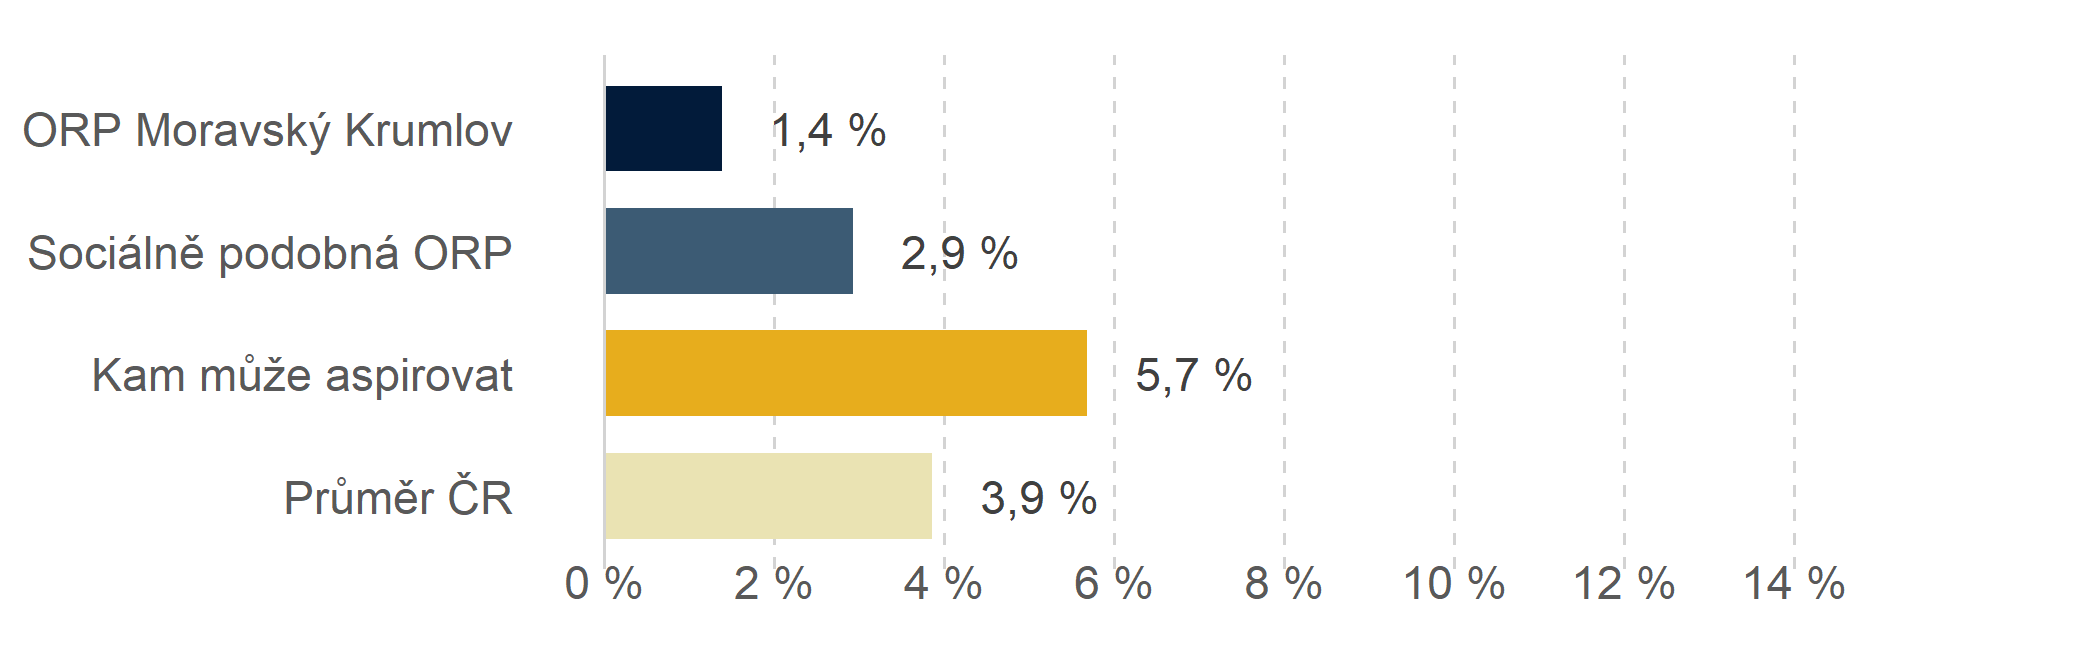 ORP Moravský Krumlov 1,4 %
Sociálně podobná ORP 2,9 %
Kam může aspirovat 5,7 %
Průměr ČR 3,9 %
0 % 2 % 4 % 6 % 8 % 10 % 12 % 14 %